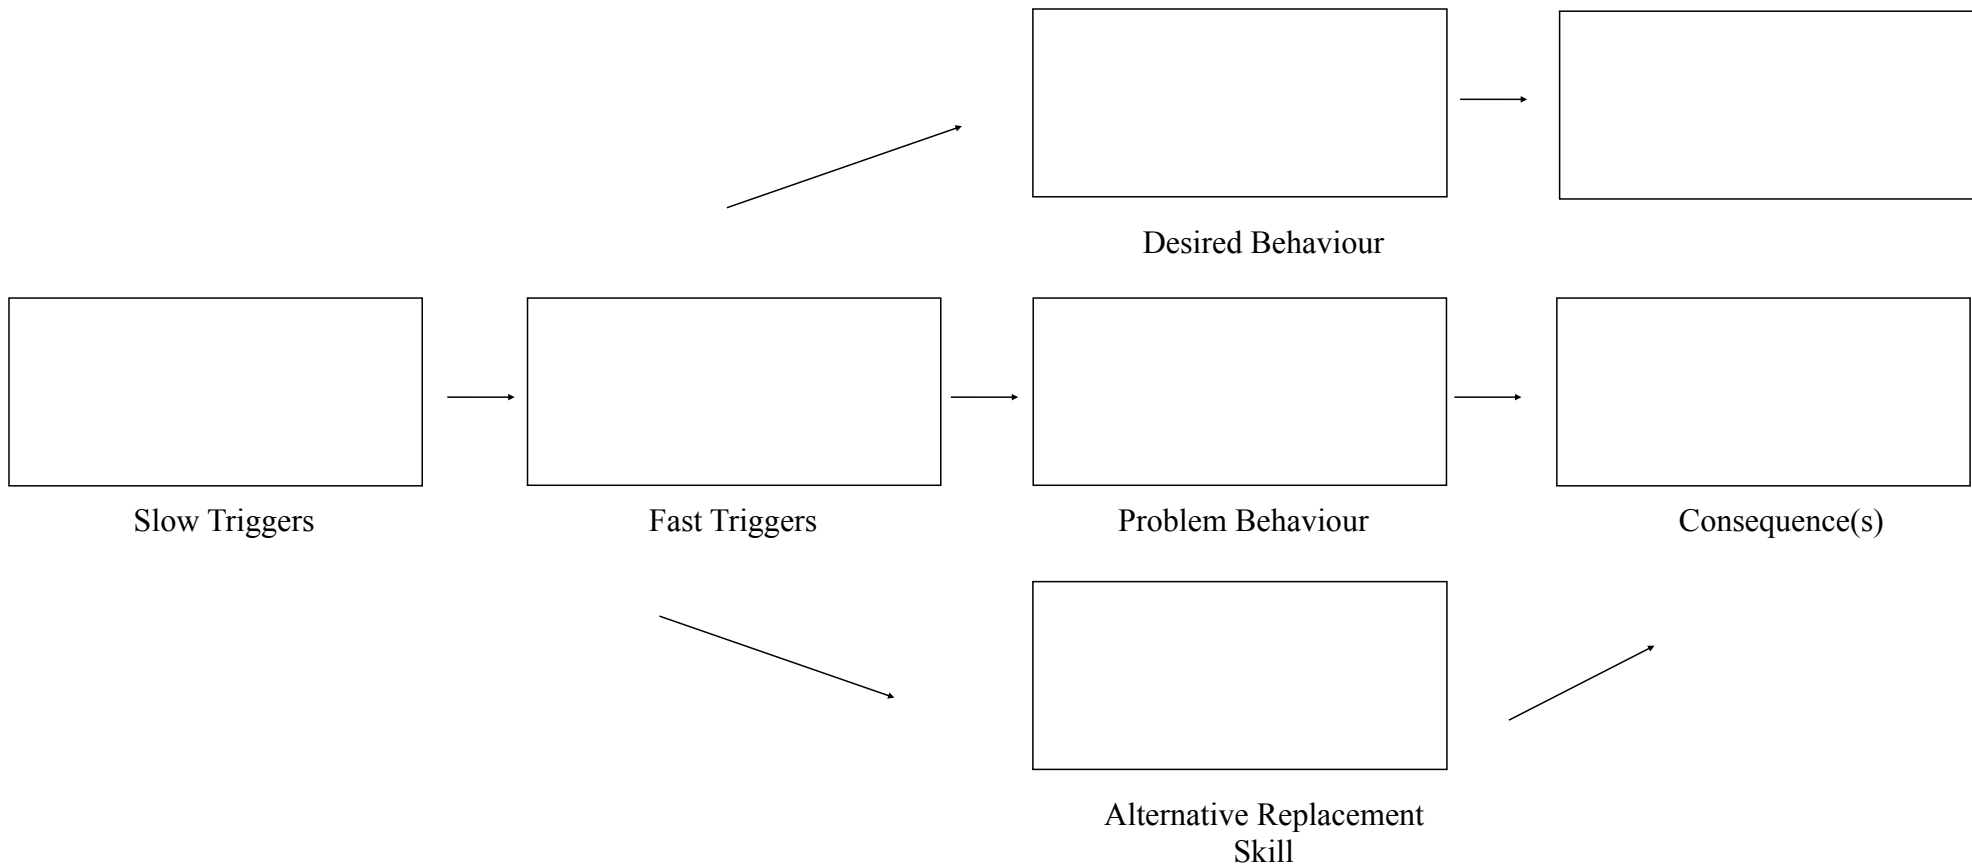 Desired Behaviour
Slow Triggers
Fast Triggers
Problem Behaviour
Consequence(s)
Alternative Replacement
Skill